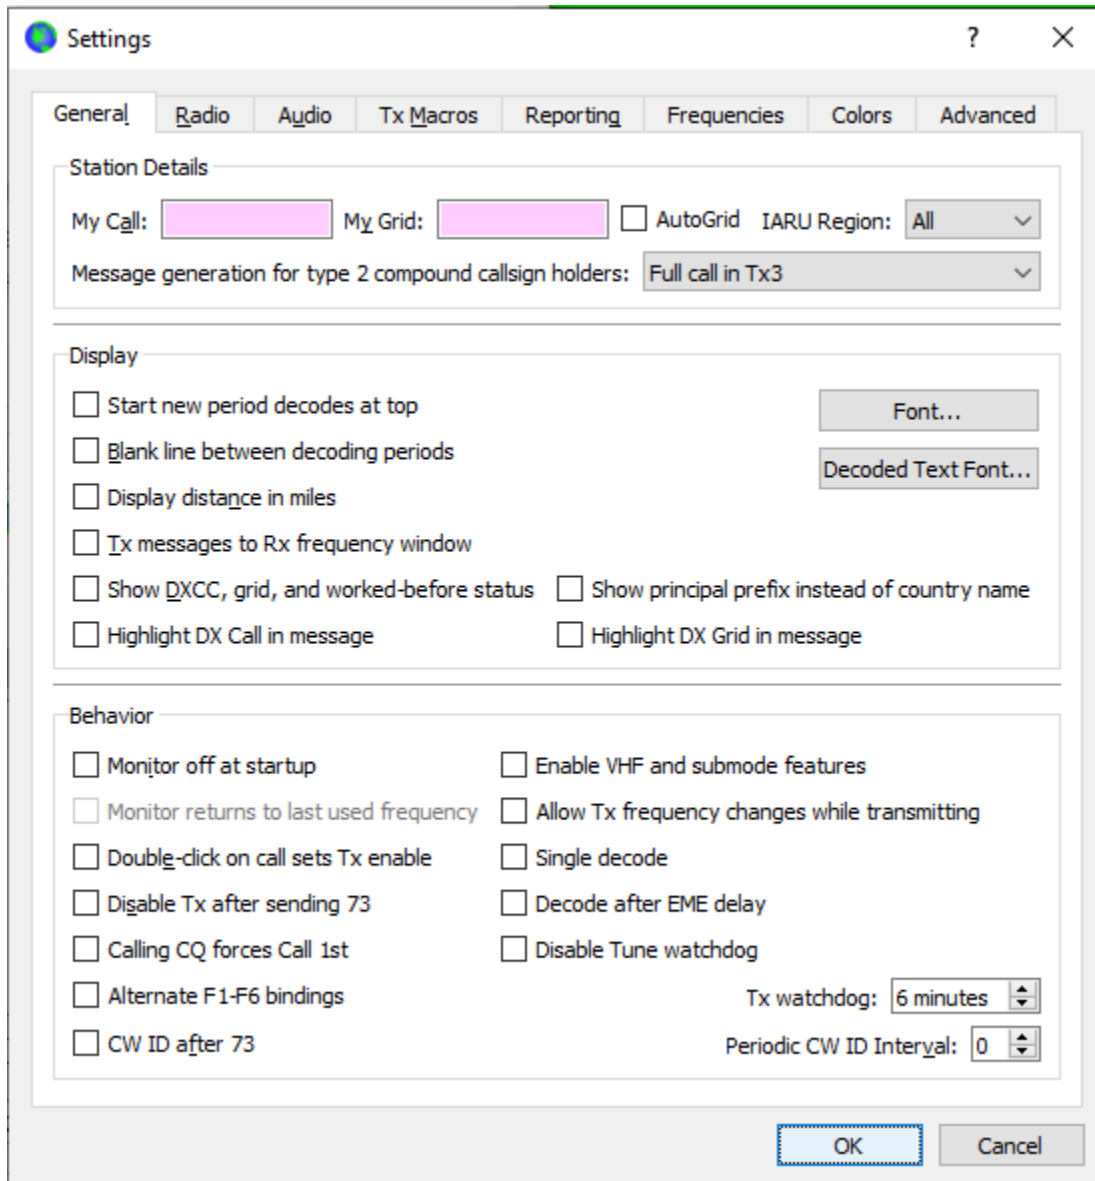 Settings
General Radio Audio Tx Macros Reporting Frequencies Colors Advanced
Station Details
My Call: My Grid: AutoGrid IARU Region: All
Message generation for type 2 compound callsign holders: Full call in Tx3
Display
Start new period decodes at top Font...
Blank line between decoding periods
Decoded Text Font...
Display distance in miles
Tx messages to Rx frequency window
Show DXCC, grid, and worked-before status Show principal prefix instead of country name
Highlight DX Call in message Highlight DX Grid in message
Behavior
Monitor off at startup Enable VHF and submode features
Monitor returns to last used frequency Allow Tx frequency changes while transmitting
Double-click on call sets Tx enable Single decode
Disable Tx after sending 73 Decode after EME delay
Calling CQ forces Call 1st Disable Tune watchdog
Alternate F1-F6 bindings Tx watchdog: 6 minutes
CW ID after 73 Periodic CW ID Interval: 0
OK Cancel